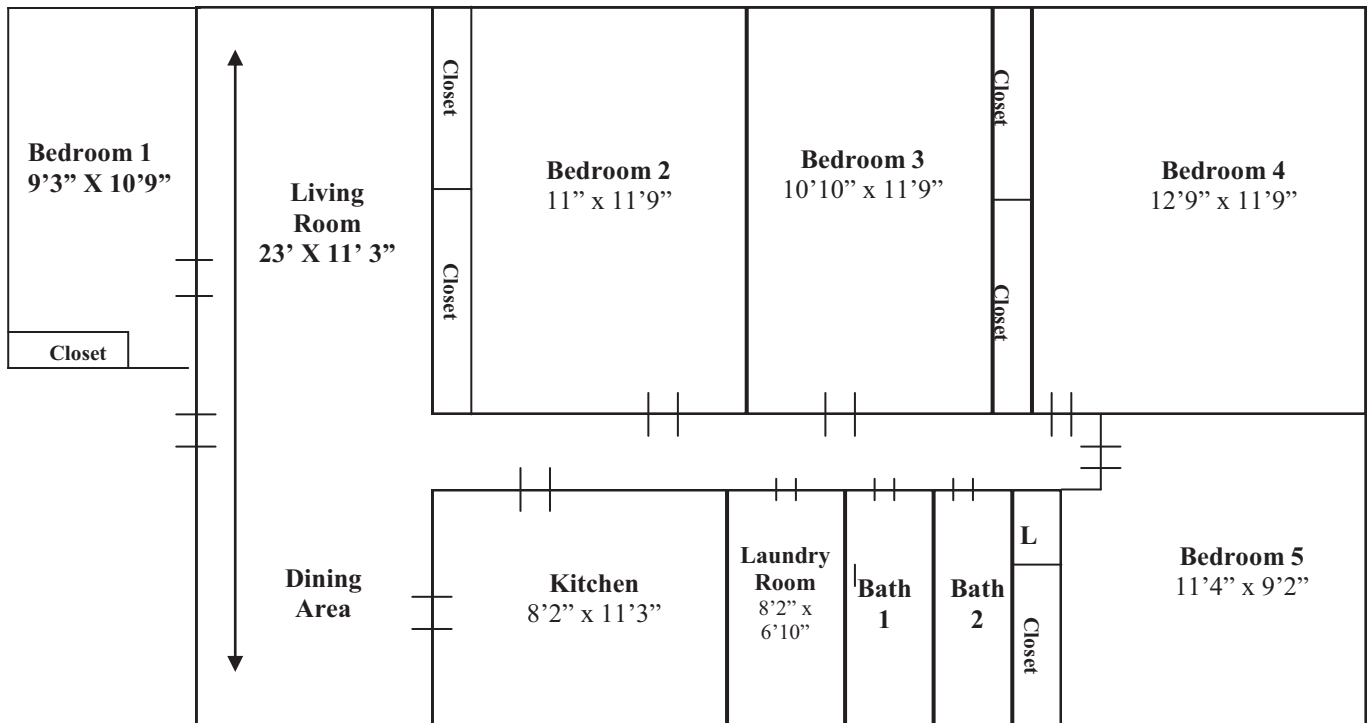 Bedroom 1
9’3” X 10’9”
Closet
Living
Room
23’ X 11’ 3”
Dining
Area
Closet
Closet
Bedroom 2
11” x 11’9”
Bedroom 3
10’10” x 11’9”
Closet
Closet
Bedroom 4
12’9” x 11’9”
Kitchen
8’2” x 11’3”
Laundry
Room
8’2” x
6’10”
Bath
1
Bath
2
L
Closet
Bedroom 5
11’4” x 9’2”